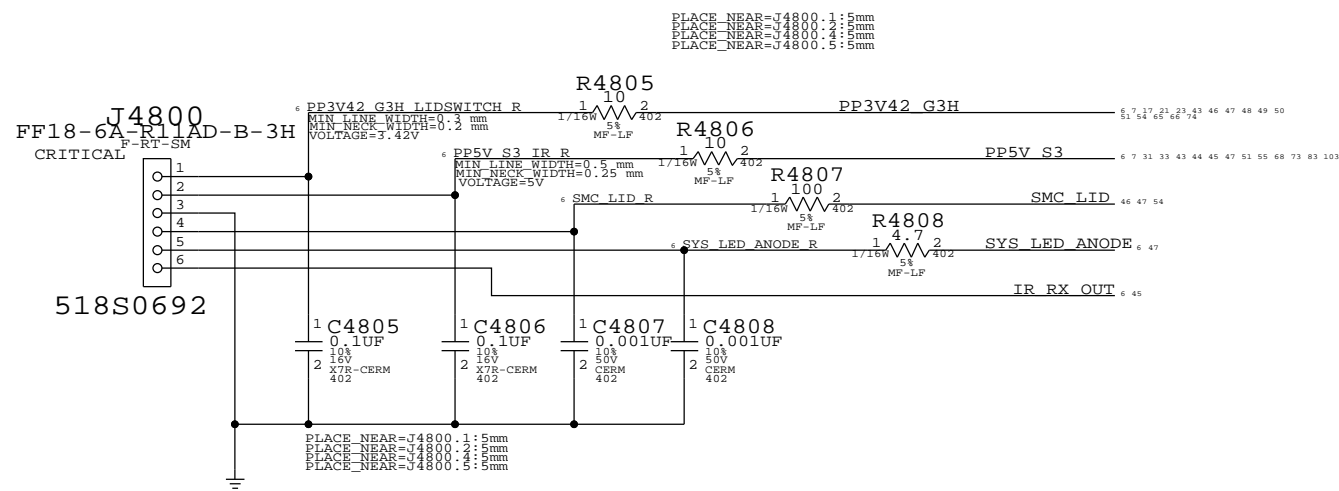 PLACE_NEAR=J4800.1:5mm
PLACE_NEAR=J4800.2:5mm
PLACE_NEAR=J4800.4:5mm
PLACE_NEAR=J4800.5:5mm
J4800
FF18-6A-R11AD-B-3H
F-RT-SM
CRITICAL
1
2
3
4
5
6
518S0692
6 PP3V42_G3H_LIDSWITCH_R
MIN_LINE_WIDTH=0.3 mm
MIN_NECK_WIDTH=0.2 mm
VOLTAGE=3.42V
R4805
1 10 2
1/16W 5% 402
MF-LF
PP3V42_G3H
6 7 17 21 23 43 46 47 48 49 50
51 54 65 66 74
6 PP5V_S3_IR_R
MIN_LINE_WIDTH=0.5 mm
MIN_NECK_WIDTH=0.25 mm
VOLTAGE=5V
R4806
1 10 2
1/16W 5% 402
MF-LF
PP5V_S3
6 7 31 33 43 44 45 47 51 55 68 73 83 103
6 SMC_LID_R
R4807
1 100 2
1/16W 5% 402
MF-LF
SMC_LID
46 47 54
6 SYS_LED_ANODE_R
R4808
1 4.7 2
1/16W 5% 402
MF-LF
SYS_LED_ANODE
6 47
IR_RX_OUT
6 45
1 C4805
0.1UF
10%
2 16V
X7R-CERM
402
1 C4806
0.1UF
10%
2 16V
X7R-CERM
402
1 C4807
0.001UF
10%
2 50V
CERM
402
1 C4808
0.001UF
10%
2 50V
CERM
402
PLACE_NEAR=J4800.1:5mm
PLACE_NEAR=J4800.2:5mm
PLACE_NEAR=J4800.4:5mm
PLACE_NEAR=J4800.5:5mm